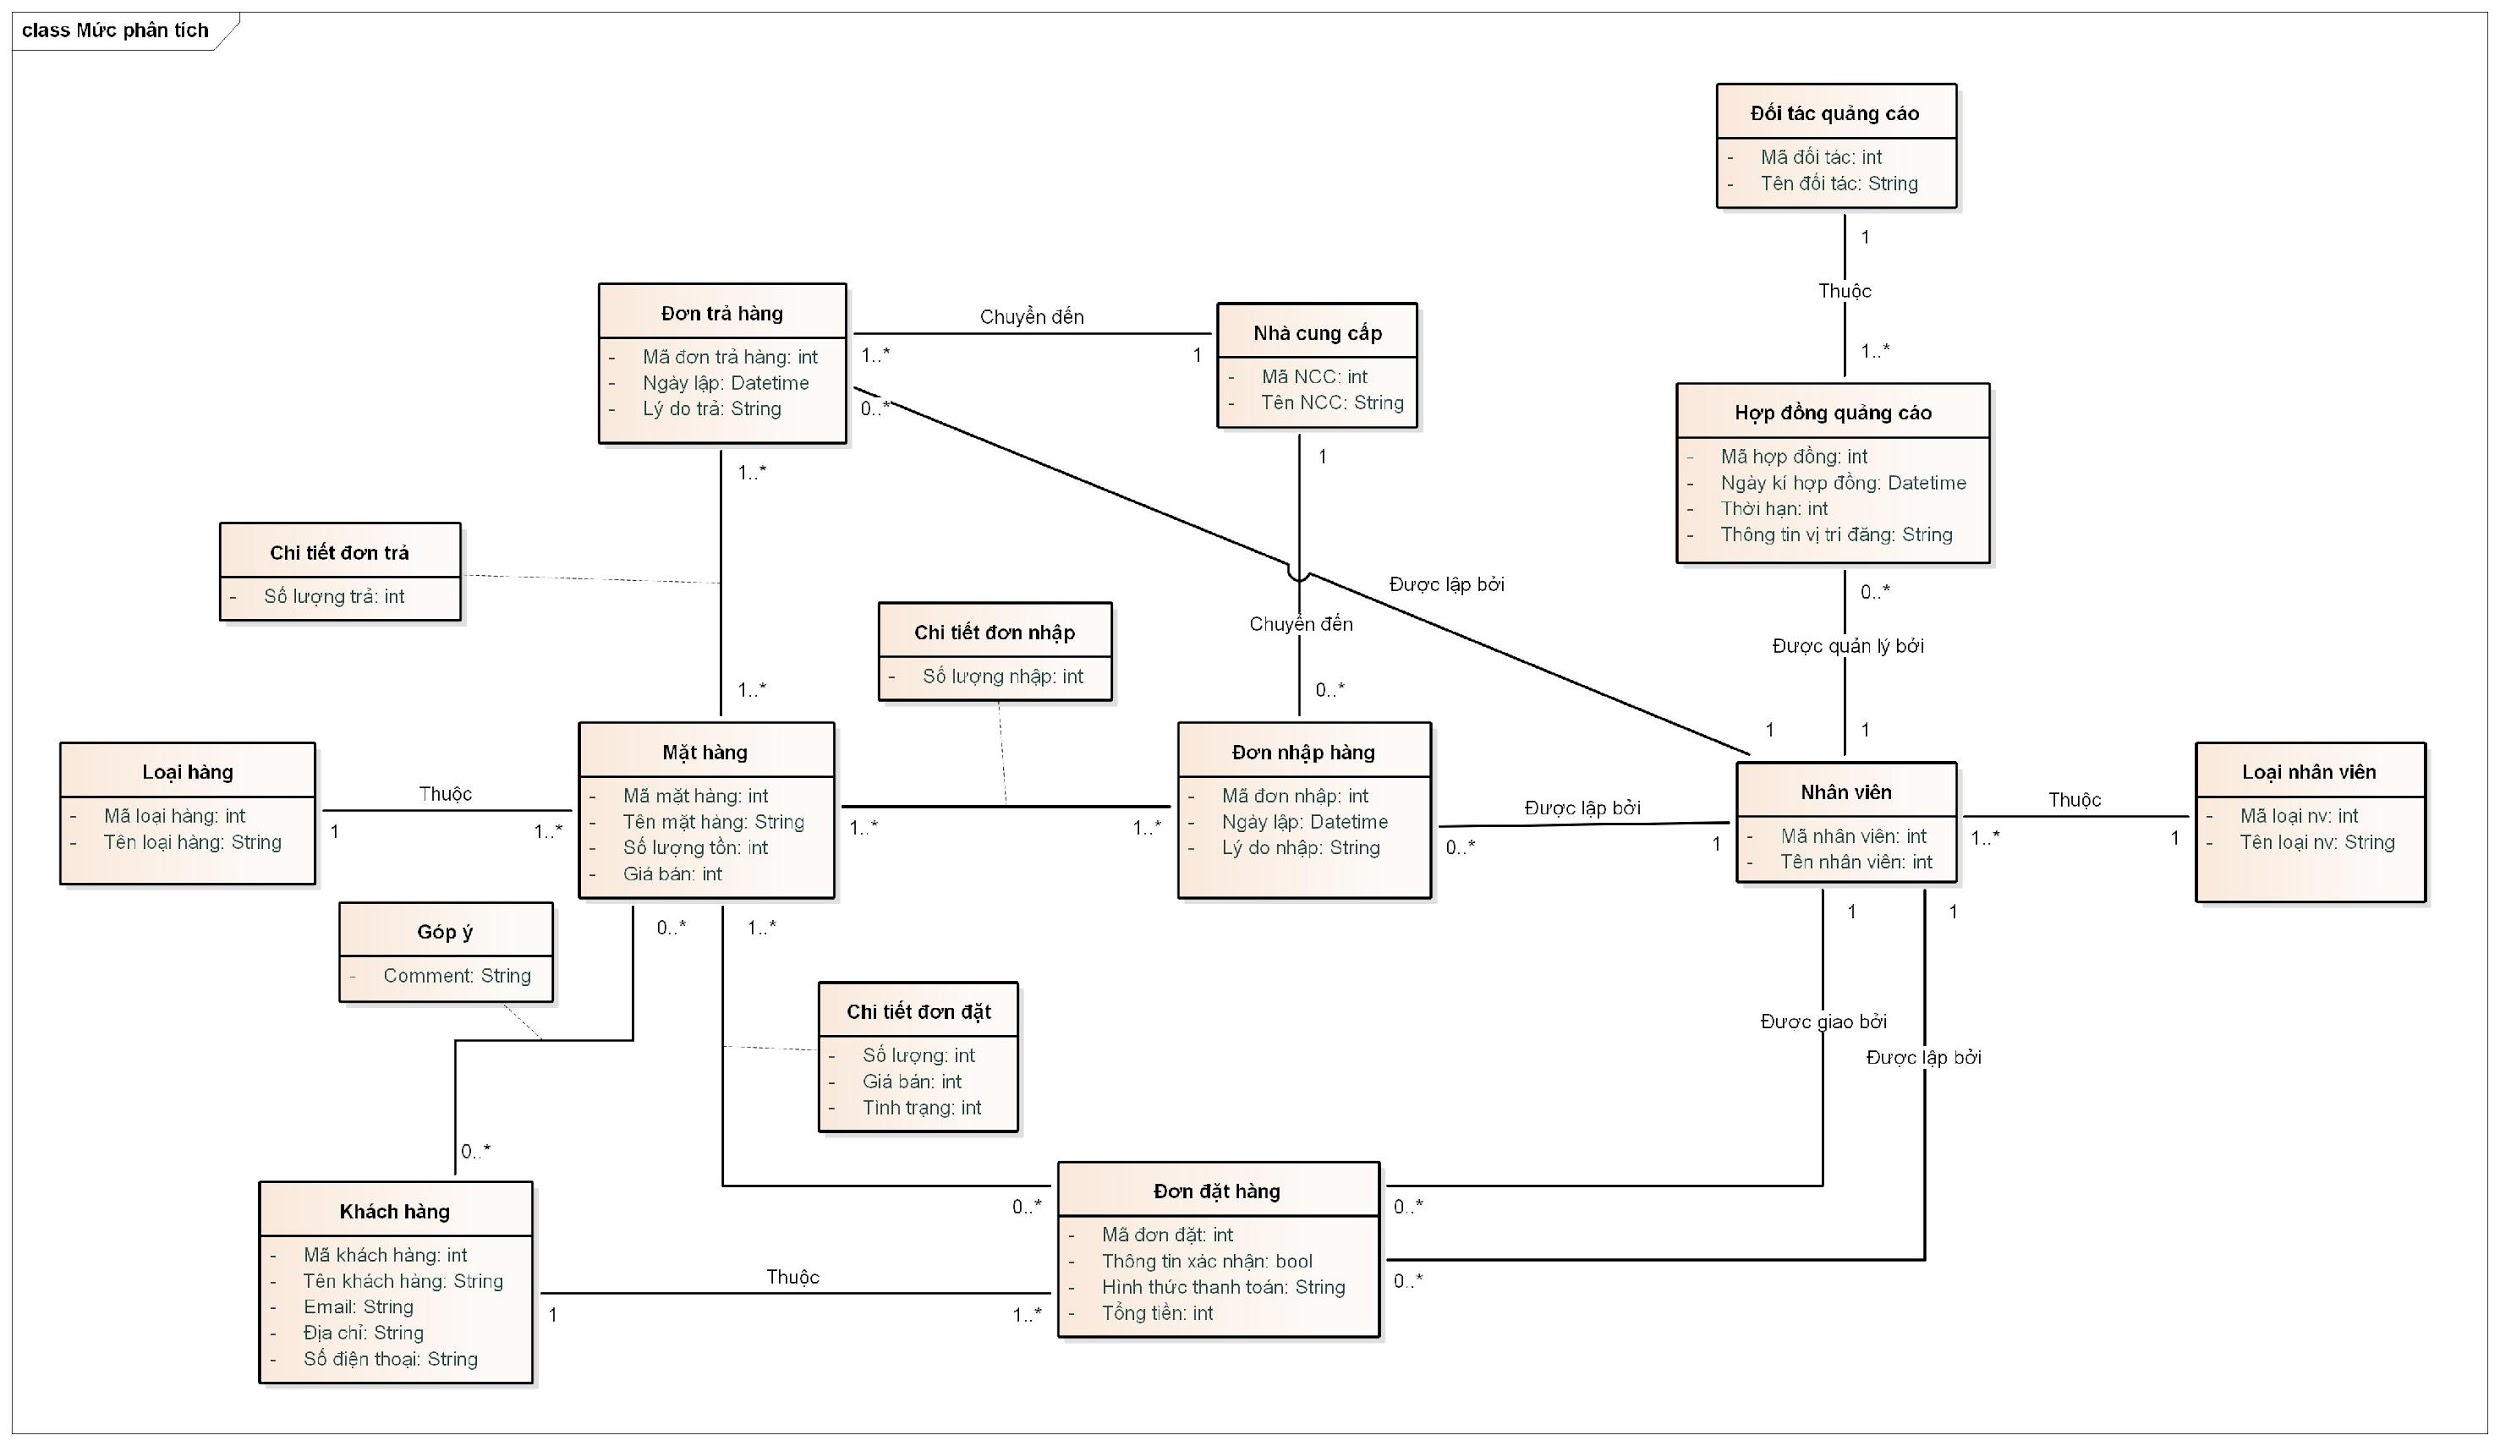 class Mức phân tích
Đối tác quảng cáo
- Mã đối tác: int
- Tên đối tác: String
1
Thuộc
1..*
Đơn trả hàng
- Mã đơn trả hàng: int
- Ngày lập: Datetime
- Lý do trả: String
Chuyển đến
1..*
1
0..*
1..*
Nhà cung cấp
- Mã NCC: int
- Tên NCC: String
1
Hợp đồng quảng cáo
- Mã hợp đồng: int
- Ngày kí hợp đồng: Datetime
- Thời hạn: int
- Thông tin vị trí đăng: String
0..*
Được quản lý bởi
1
Chi tiết đơn trả
- Số lượng trả: int
Được lập bởi
1
Chi tiết đơn nhập
- Số lượng nhập: int
Chuyển đến
0..*
1..*
Loại hàng
- Mã loại hàng: int
- Tên loại hàng: String
Thuộc
1
1..*
Mặt hàng
- Mã mặt hàng: int
- Tên mặt hàng: String
- Số lượng tồn: int
- Giá bán: int
1..*
1..*
Đơn nhập hàng
- Mã đơn nhập: int
- Ngày lập: Datetime
- Lý do nhập: String
Được lập bởi
0..*
1
Nhân viên
- Mã nhân viên: int
- Tên nhân viên: int
Thuộc
1..*
1
Loại nhân viên
- Mã loại nv: int
- Tên loại nv: String
Góp ý
- Comment: String
0..*
1..*
1
1
Chi tiết đơn đặt
- Số lượng: int
- Giá bán: int
- Tình trạng: int
Được giao bởi
Được lập bởi
0..*
Khách hàng
- Mã khách hàng: int
- Tên khách hàng: String
- Email: String
- Địa chỉ: String
- Số điện thoại: String
Thuộc
1
1..*
0..*
Đơn đặt hàng
- Mã đơn đặt: int
- Thông tin xác nhận: bool
- Hình thức thanh toán: String
- Tổng tiền: int
0..*
0..*